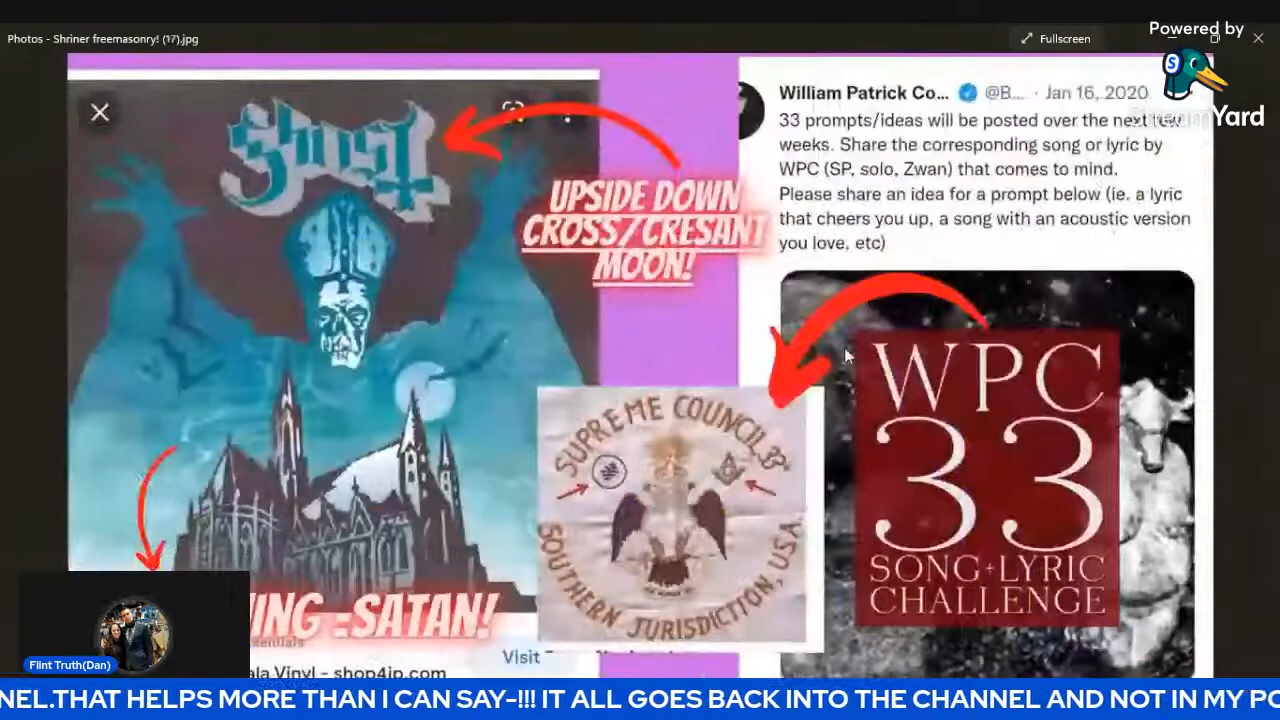 Photos - Shriner freemasonry! (17).jpg
Fullscreen
Powered by
StreamYard
Ghost
UPSIDE DOWN
CROSS/CRESANT
MOON!
William Patrick Co... @B... · Jan 16, 2020
33 prompts/ideas will be posted over the next few
weeks. Share the corresponding song or lyric by
WPC (SP, solo, Zwan) that comes to mind.
Please share an idea for a prompt below (ie. a lyric
that cheers you up, a song with an acoustic version
you love, etc)
SUPREME COUNCIL 33°
SOUTHERN JURISDICTION, U.S.A.
WPC
33
SONG+LYRIC
CHALLENGE
ING =SATAN!
Visit
Vinyl - shop4ip.com
Flint Truth(Dan)
NEL.THAT HELPS MORE THAN I CAN SAY-!!! IT ALL GOES BACK INTO THE CHANNEL AND NOT IN MY PO